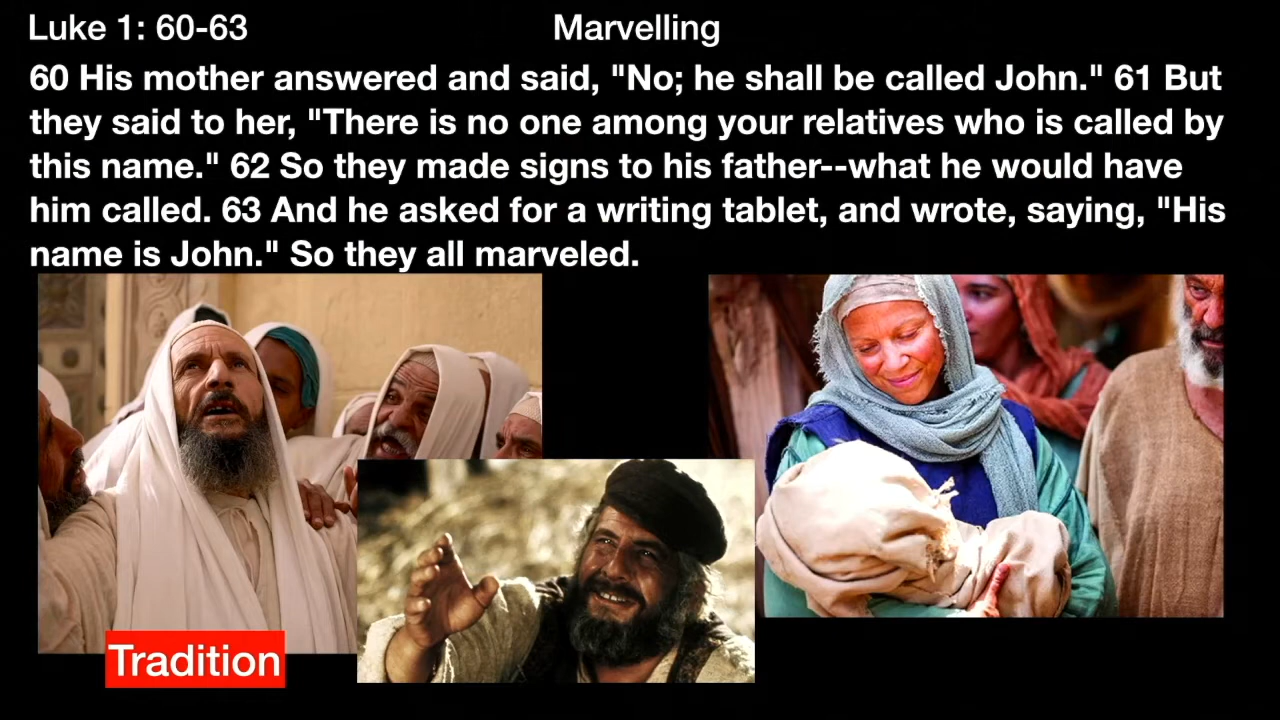 Luke 1: 60-63
Marvelling
60 His mother answered and said, "No; he shall be called John." 61 But
they said to her, "There is no one among your relatives who is called by
this name." 62 So they made signs to his father--what he would have
him called. 63 And he asked for a writing tablet, and wrote, saying, "His
name is John." So they all marveled.
Tradition